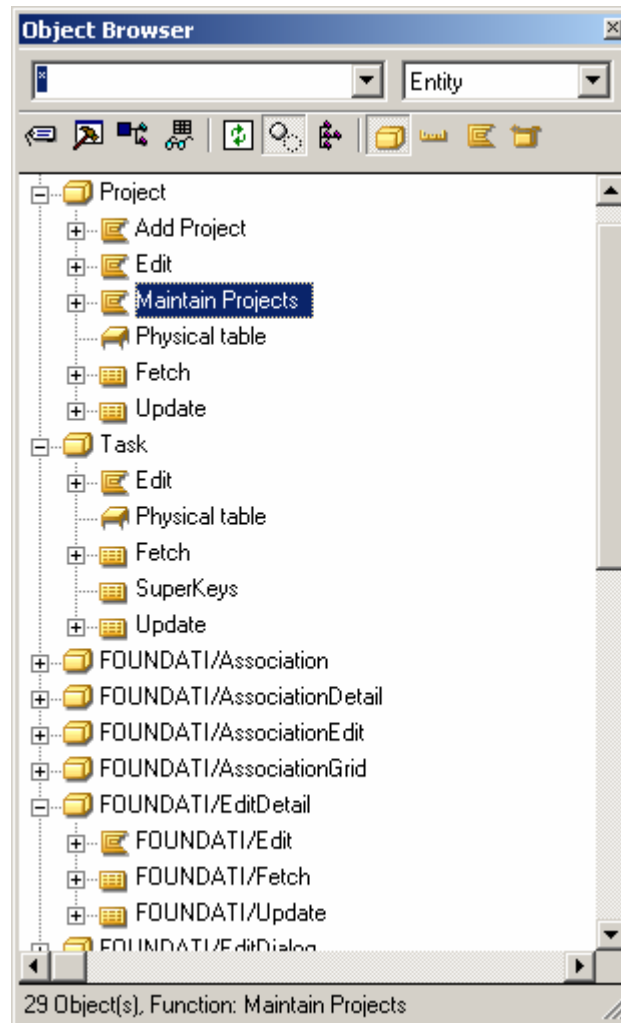 Object Browser
*
Entity
Project
Add Project
Edit
Maintain Projects
Physical table
Fetch
Update
Task
Edit
Physical table
Fetch
SuperKeys
Update
FOUNDATI/Association
FOUNDATI/AssociationDetail
FOUNDATI/AssociationEdit
FOUNDATI/AssociationGrid
FOUNDATI/EditDetail
FOUNDATI/Edit
FOUNDATI/Fetch
FOUNDATI/Update
FOUNDATI/EditDialog
29 Object(s), Function: Maintain Projects